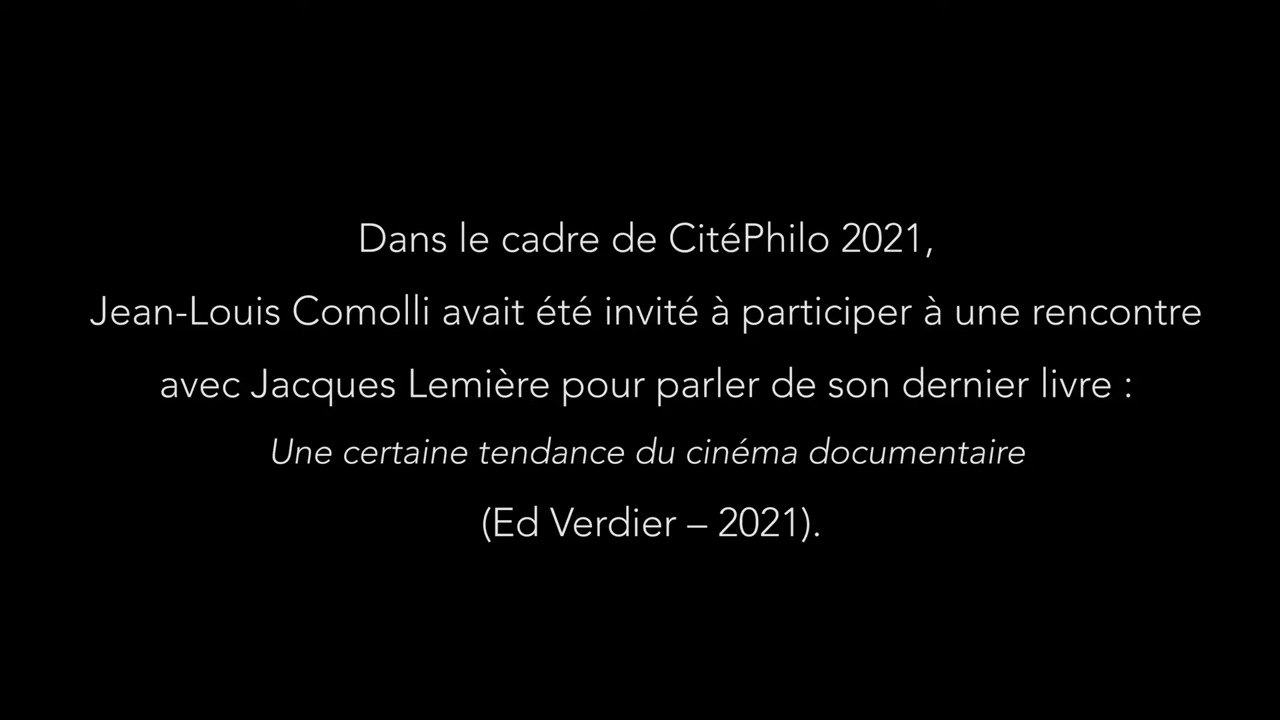 Dans le cadre de CitéPhilo 2021,
Jean-Louis Comolli avait été invité à participer à une rencontre
avec Jacques Lemière pour parler de son dernier livre :
Une certaine tendance du cinéma documentaire
(Ed Verdier – 2021).